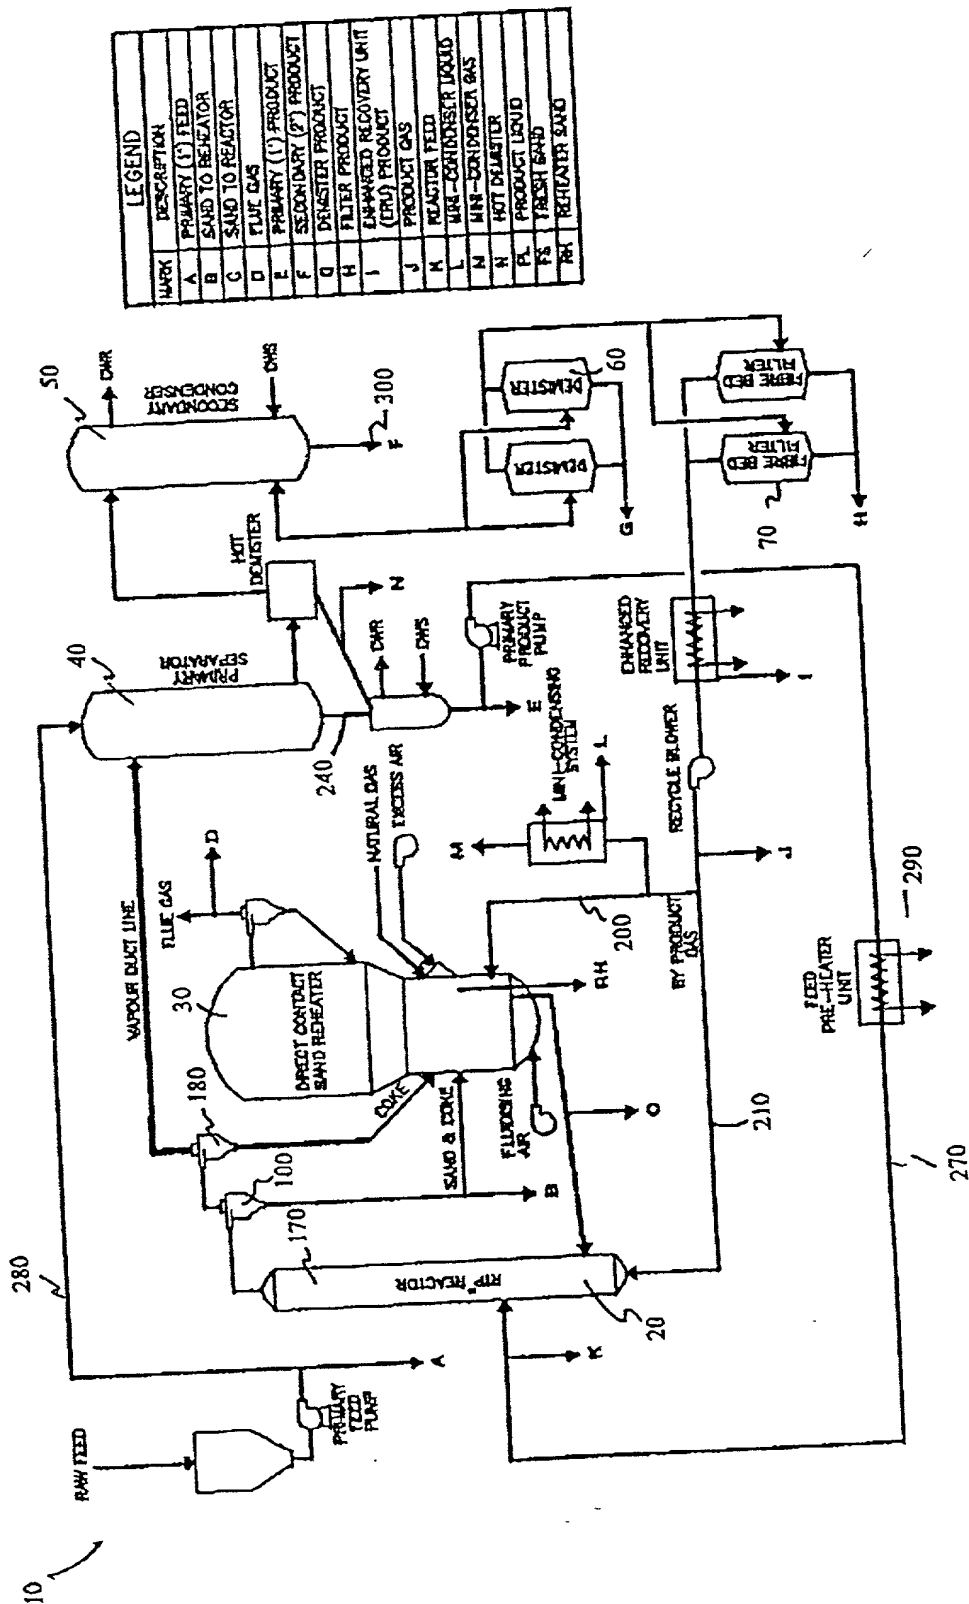 10
RAW FEED
PRIMARY
FEED
PUMP
A
280
RTP™ REACTOR
170
20
K
100
180
B
SAND & COKE
COKE
FLUIDISING
AIR
VAPOUR DUCT LINE
30
DIRECT CONTACT
SAND REHEATER
FLUE GAS
D
NATURAL GAS
EXCESS AIR
RH
200
210
270
290
BY PRODUCT
GAS
J
M
MINI-CONDENSING
SYSTEM
L
RECYCLE BLOWER
FEED
PRE-HEATER
UNIT
40
PRIMARY
SEPARATOR
240
HOT
DEMISTER
N
CWR
CWS
E
PRIMARY
PRODUCT
PUMP
ENHANCED
RECOVERY
UNIT
I
50
SECONDARY
CONDENSER
CWR
CWS
300
F
DEMISTER
DEMISTER
60
G
FIBRE BED
FILTER
FIBRE BED
FILTER
70
H
LEGEND
MARK DESCRIPTION
A PRIMARY (1°) FEED
B SAND TO REHEATER
C SAND TO REACTOR
D FLUE GAS
E PRIMARY (1°) PRODUCT
F SECONDARY (2°) PRODUCT
G DEMISTER PRODUCT
H FILTER PRODUCT
I ENHANCED RECOVERY UNIT
(ERU) PRODUCT
J PRODUCT GAS
K REACTOR FEED
L MINI-CONDENSER LIQUID
M MINI-CONDENSER GAS
N HOT DEMISTER
PL PRODUCT LIQUID
FS FRESH SAND
RH REHEATER SAND